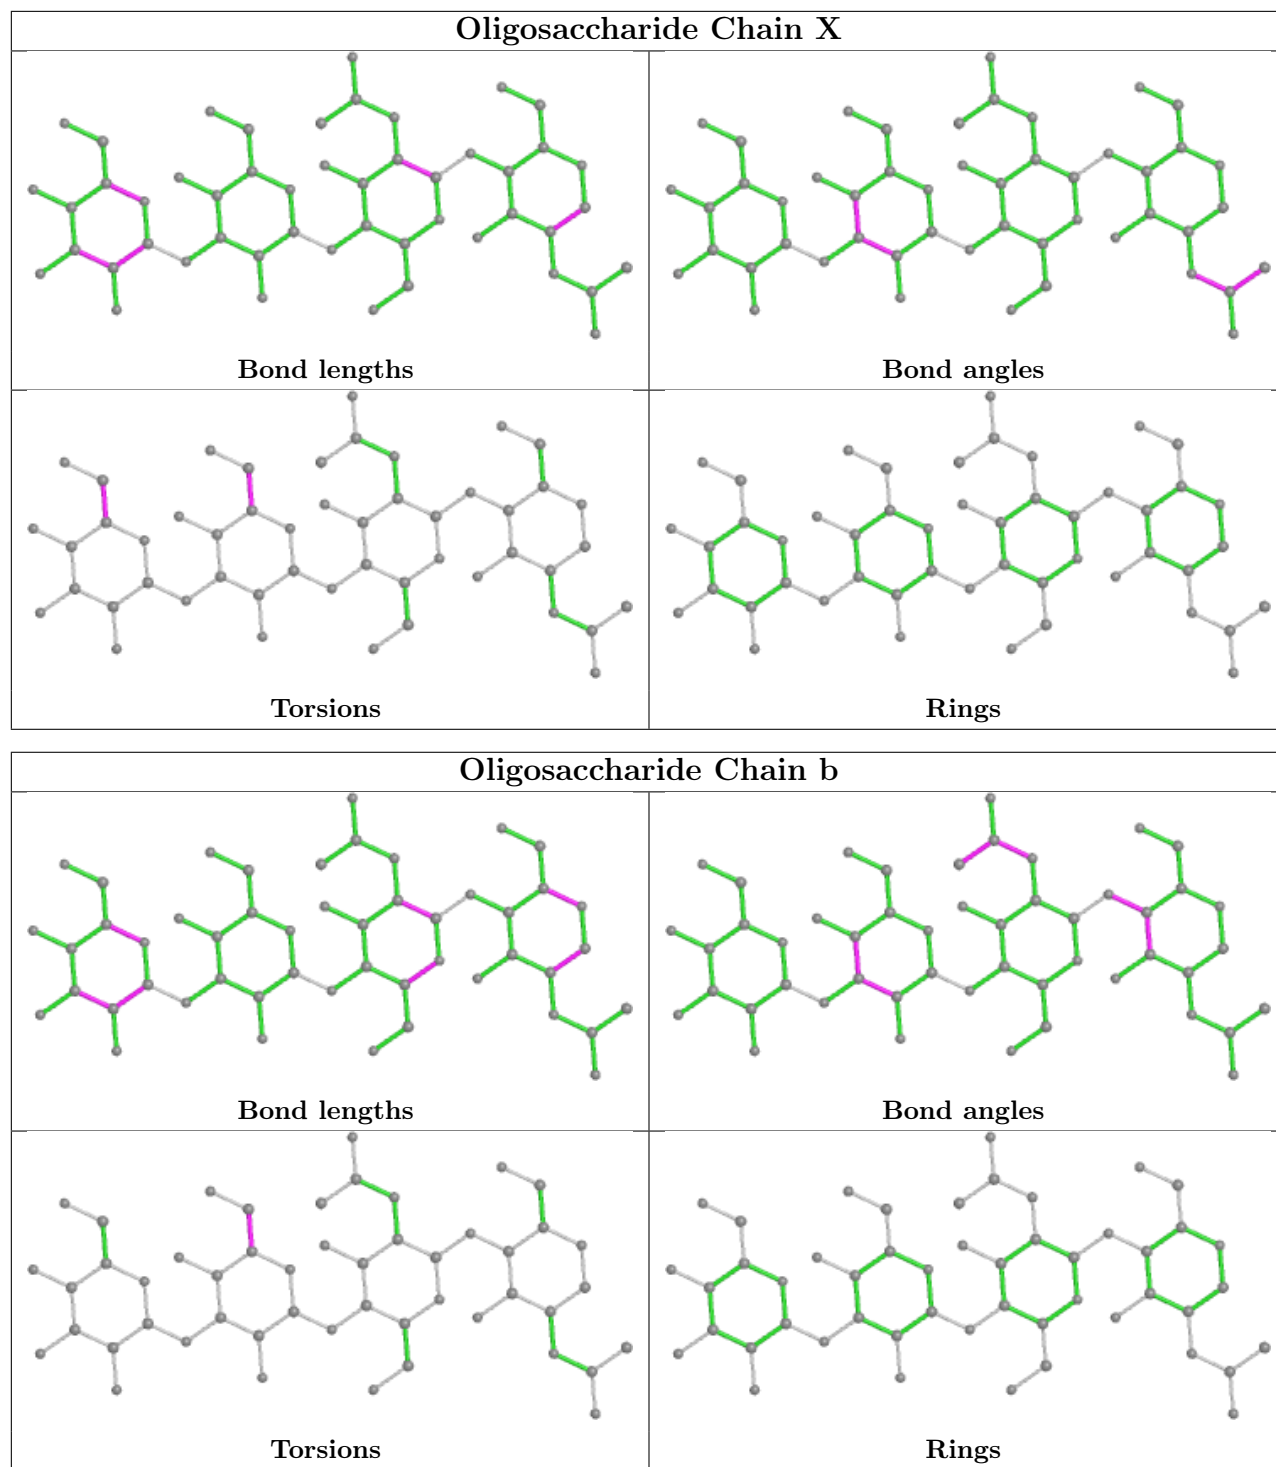 Oligosaccharide Chain X
Bond lengths
Bond angles
Torsions
Rings
Oligosaccharide Chain b
Bond lengths
Bond angles
Torsions
Rings